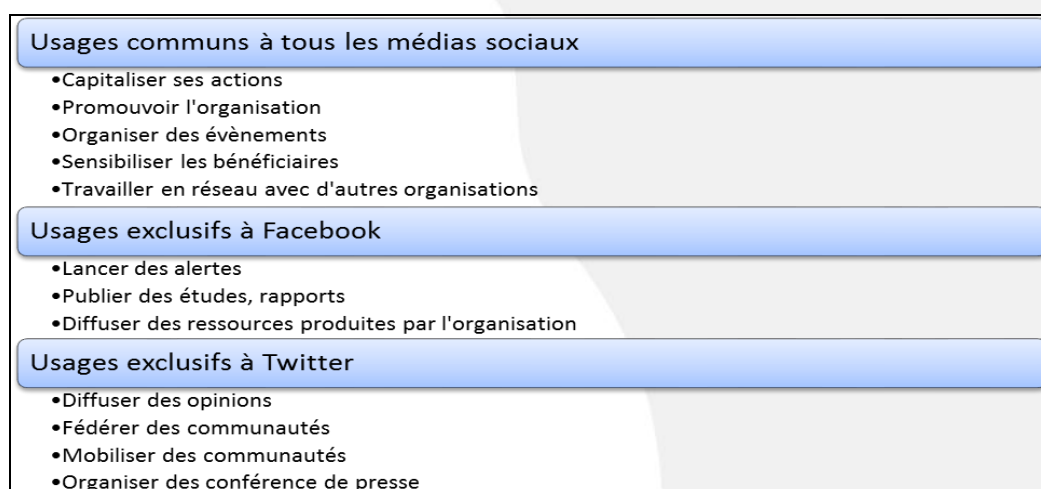 Usages communs à tous les médias sociaux
•Capitaliser ses actions
•Promouvoir l'organisation
•Organiser des évènements
•Sensibiliser les bénéficiaires
•Travailler en réseau avec d'autres organisations
Usages exclusifs à Facebook
•Lancer des alertes
•Publier des études, rapports
•Diffuser des ressources produites par l'organisation
Usages exclusifs à Twitter
•Diffuser des opinions
•Fédérer des communautés
•Mobiliser des communautés
•Organiser des conférence de presse